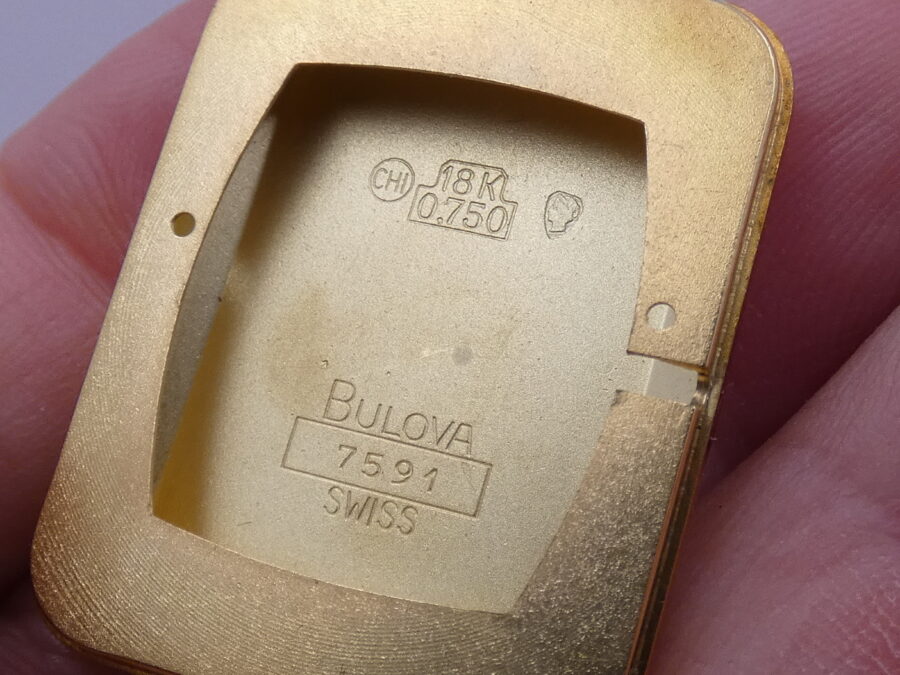 CHI
18K
0.750
BULOVA
7591
SWISS